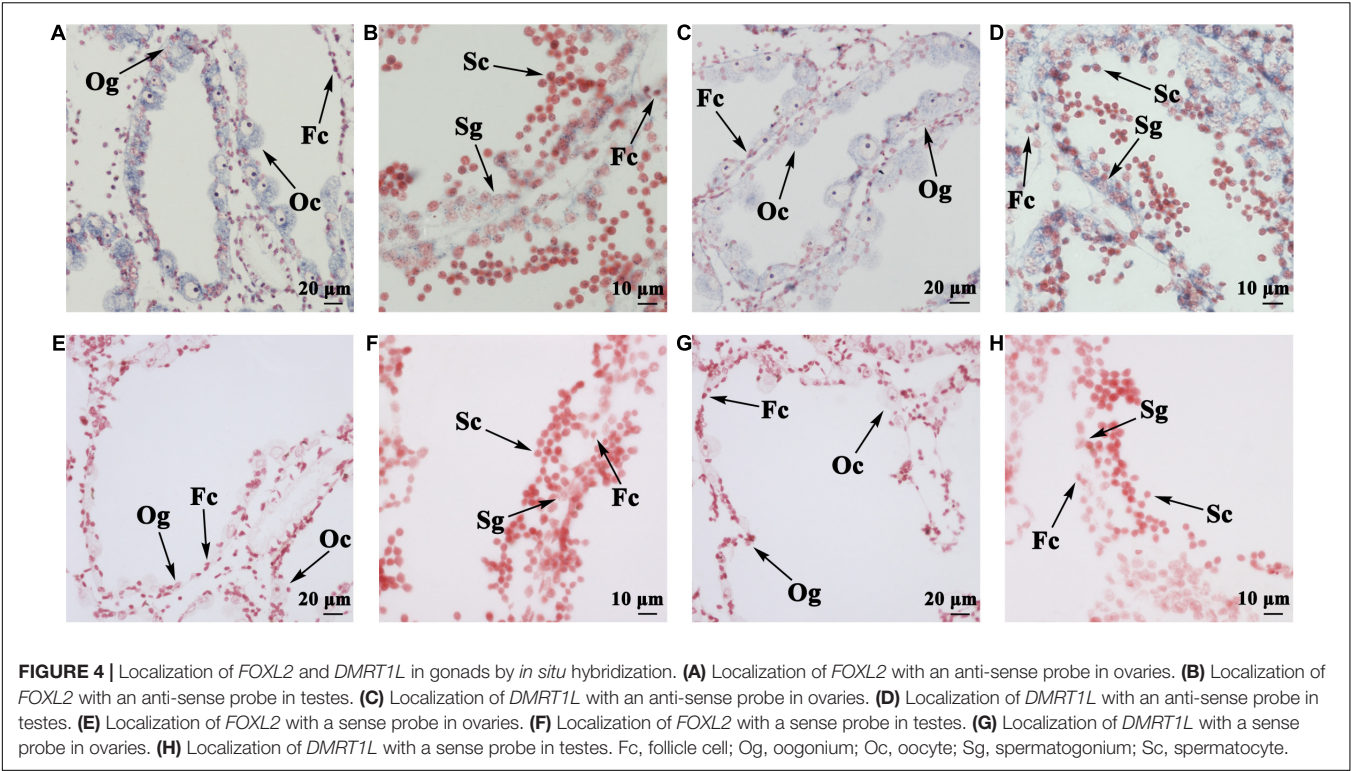 A
Og
Fc
Oc
20 μm
B
Sc
Sg
Fc
10 μm
C
Fc
Oc
Og
20 μm
D
Sc
Sg
Fc
10 μm
E
Og
Fc
Oc
20 μm
F
Sc
Sg
Fc
10 μm
G
Fc
Oc
Og
20 μm
H
Sg
Fc
Sc
10 μm
FIGURE 4 | Localization of FOXL2 and DMRT1L in gonads by in situ hybridization. (A) Localization of FOXL2 with an anti-sense probe in ovaries. (B) Localization of
FOXL2 with an anti-sense probe in testes. (C) Localization of DMRT1L with an anti-sense probe in ovaries. (D) Localization of DMRT1L with an anti-sense probe in
testes. (E) Localization of FOXL2 with a sense probe in ovaries. (F) Localization of FOXL2 with a sense probe in testes. (G) Localization of DMRT1L with a sense
probe in ovaries. (H) Localization of DMRT1L with a sense probe in testes. Fc, follicle cell; Og, oogonium; Oc, oocyte; Sg, spermatogonium; Sc, spermatocyte.